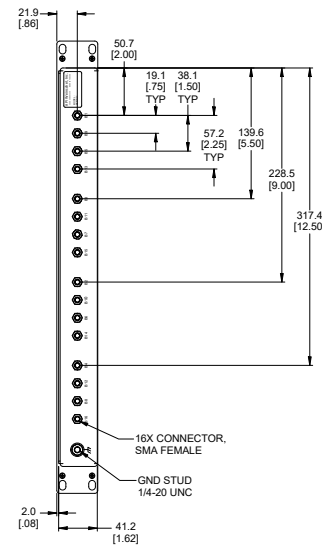 21.9
[.86]
50.7
[2.00]
19.1
[.75]
TYP
38.1
[1.50]
TYP
57.2
[2.25]
TYP
139.6
[5.50]
228.5
[9.00]
317.4
[12.50]
16X CONNECTOR,
SMA FEMALE
GND STUD
1/4-20 UNC
2.0
[.08]
41.2
[1.62]